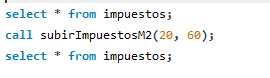 select * from impuestos;
call subirImpuestosM2(20, 60);
select * from impuestos;